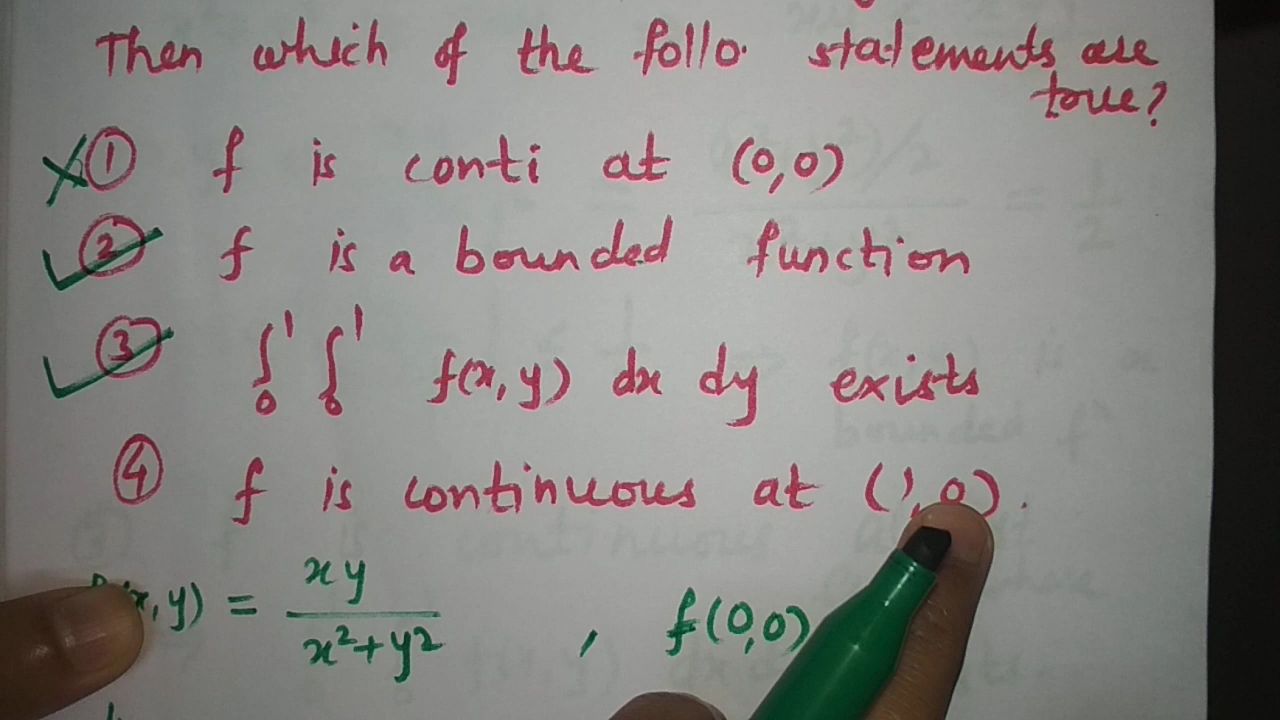 Then which of the follo. statements are
true?
① f is conti at (0,0)
② f is a bounded function
③ ∫₀¹ ∫₀¹ f(x,y) dx dy exists
④ f is continuous at (1,0).
(x,y) = xy / x²+y² , f(0,0)